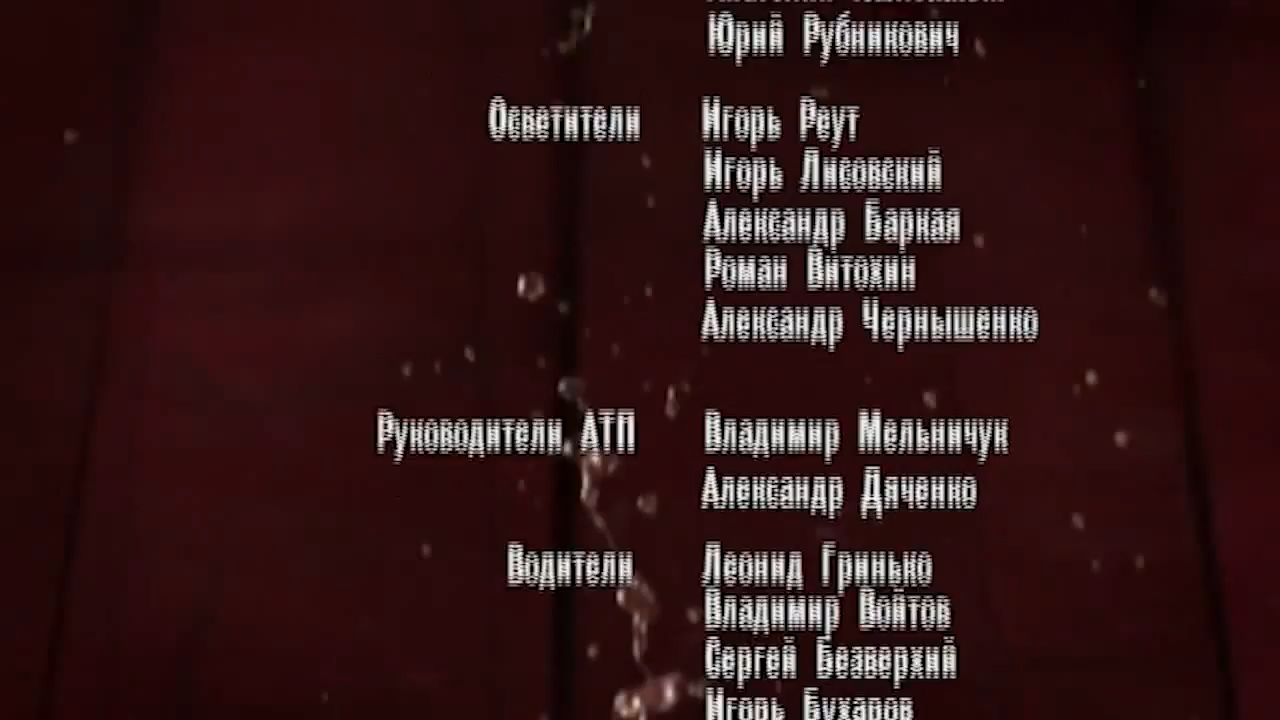 Юрий Рубникович
Осветители Игорь Реут
Игорь Лисовский
Александр Баркая
Роман Витохин
Александр Чернышенко
Руководители АТП Владимир Мельничук
Александр Дяченко
Водители Леонид Гринько
Владимир Войтов
Сергей Безверхий
Игорь Бухаров